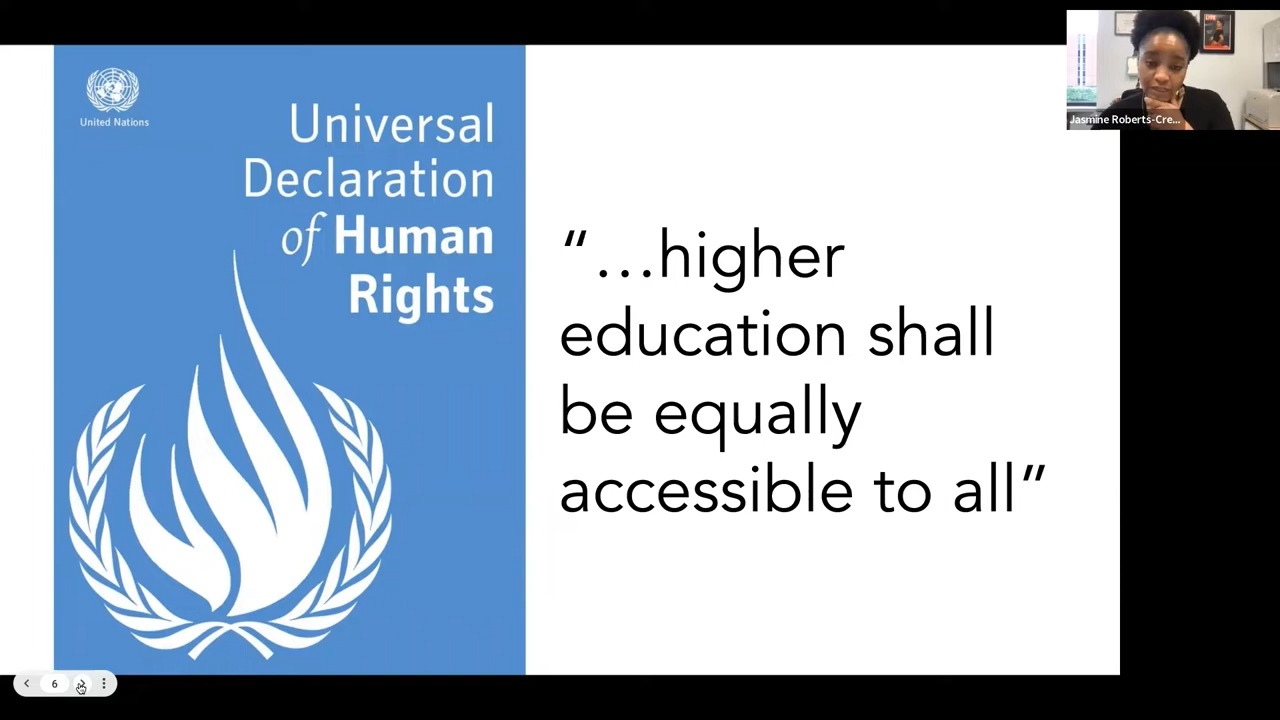 United Nations
Universal
Declaration
of Human
Rights
“…higher
education shall
be equally
accessible to all”
Jasmine Roberts-Cre...
LIFE
6